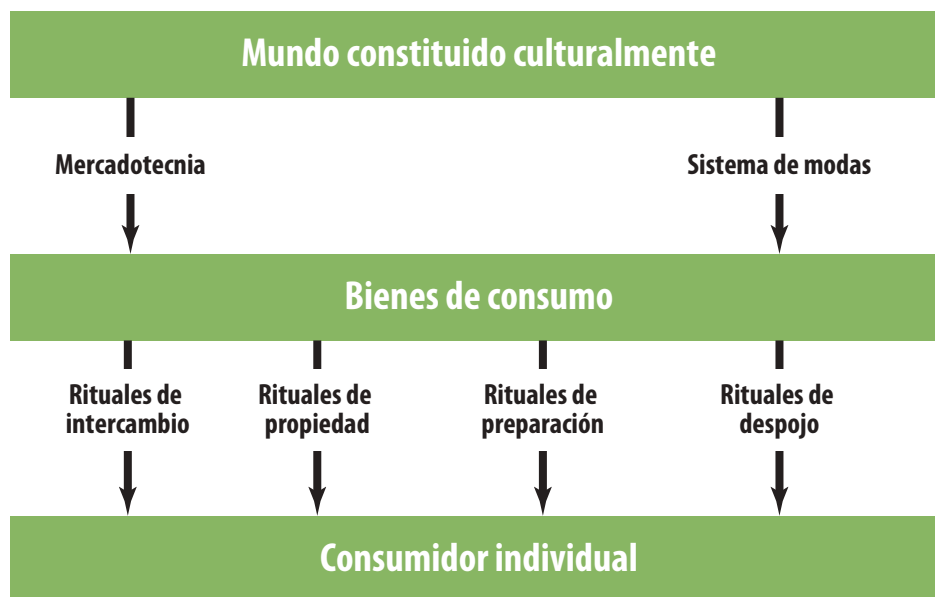 Mundo constituido culturalmente
Mercadotecnia
Sistema de modas
Bienes de consumo
Rituales de
intercambio
Rituales de
propiedad
Rituales de
preparación
Rituales de
despojo
Consumidor individual